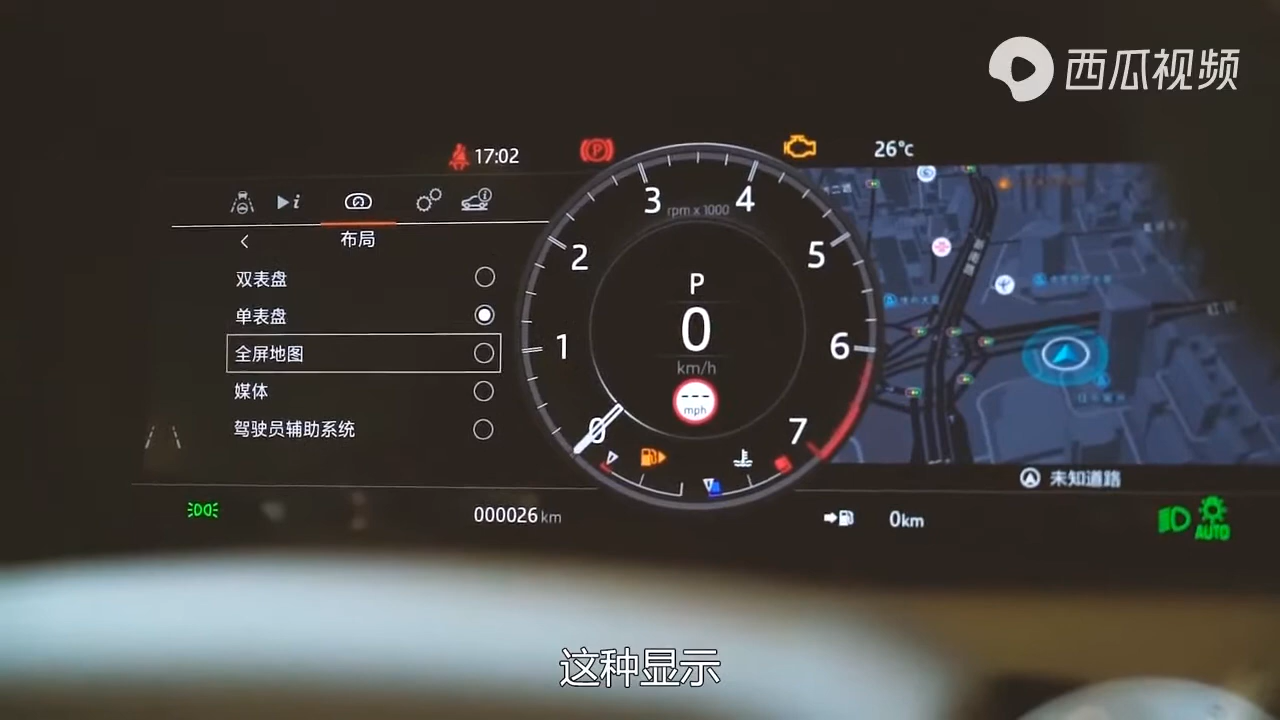 西瓜视频
17:02
26°C
布局
双表盘
单表盘
全屏地图
媒体
驾驶员辅助系统
rpm x 1000
0
1
2
3
4
5
6
7
P
0
km/h
---
mph
未知道路
000026 km
0km
AUTO
这种显示